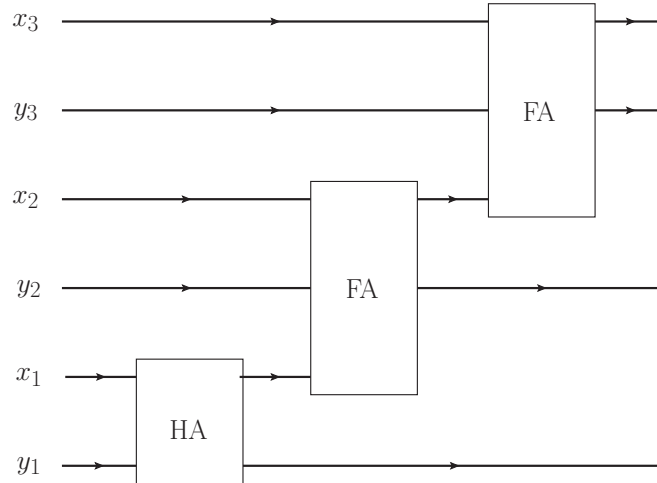 x₃
y₃ FA
x₂
y₂ FA
x₁
HA
y₁